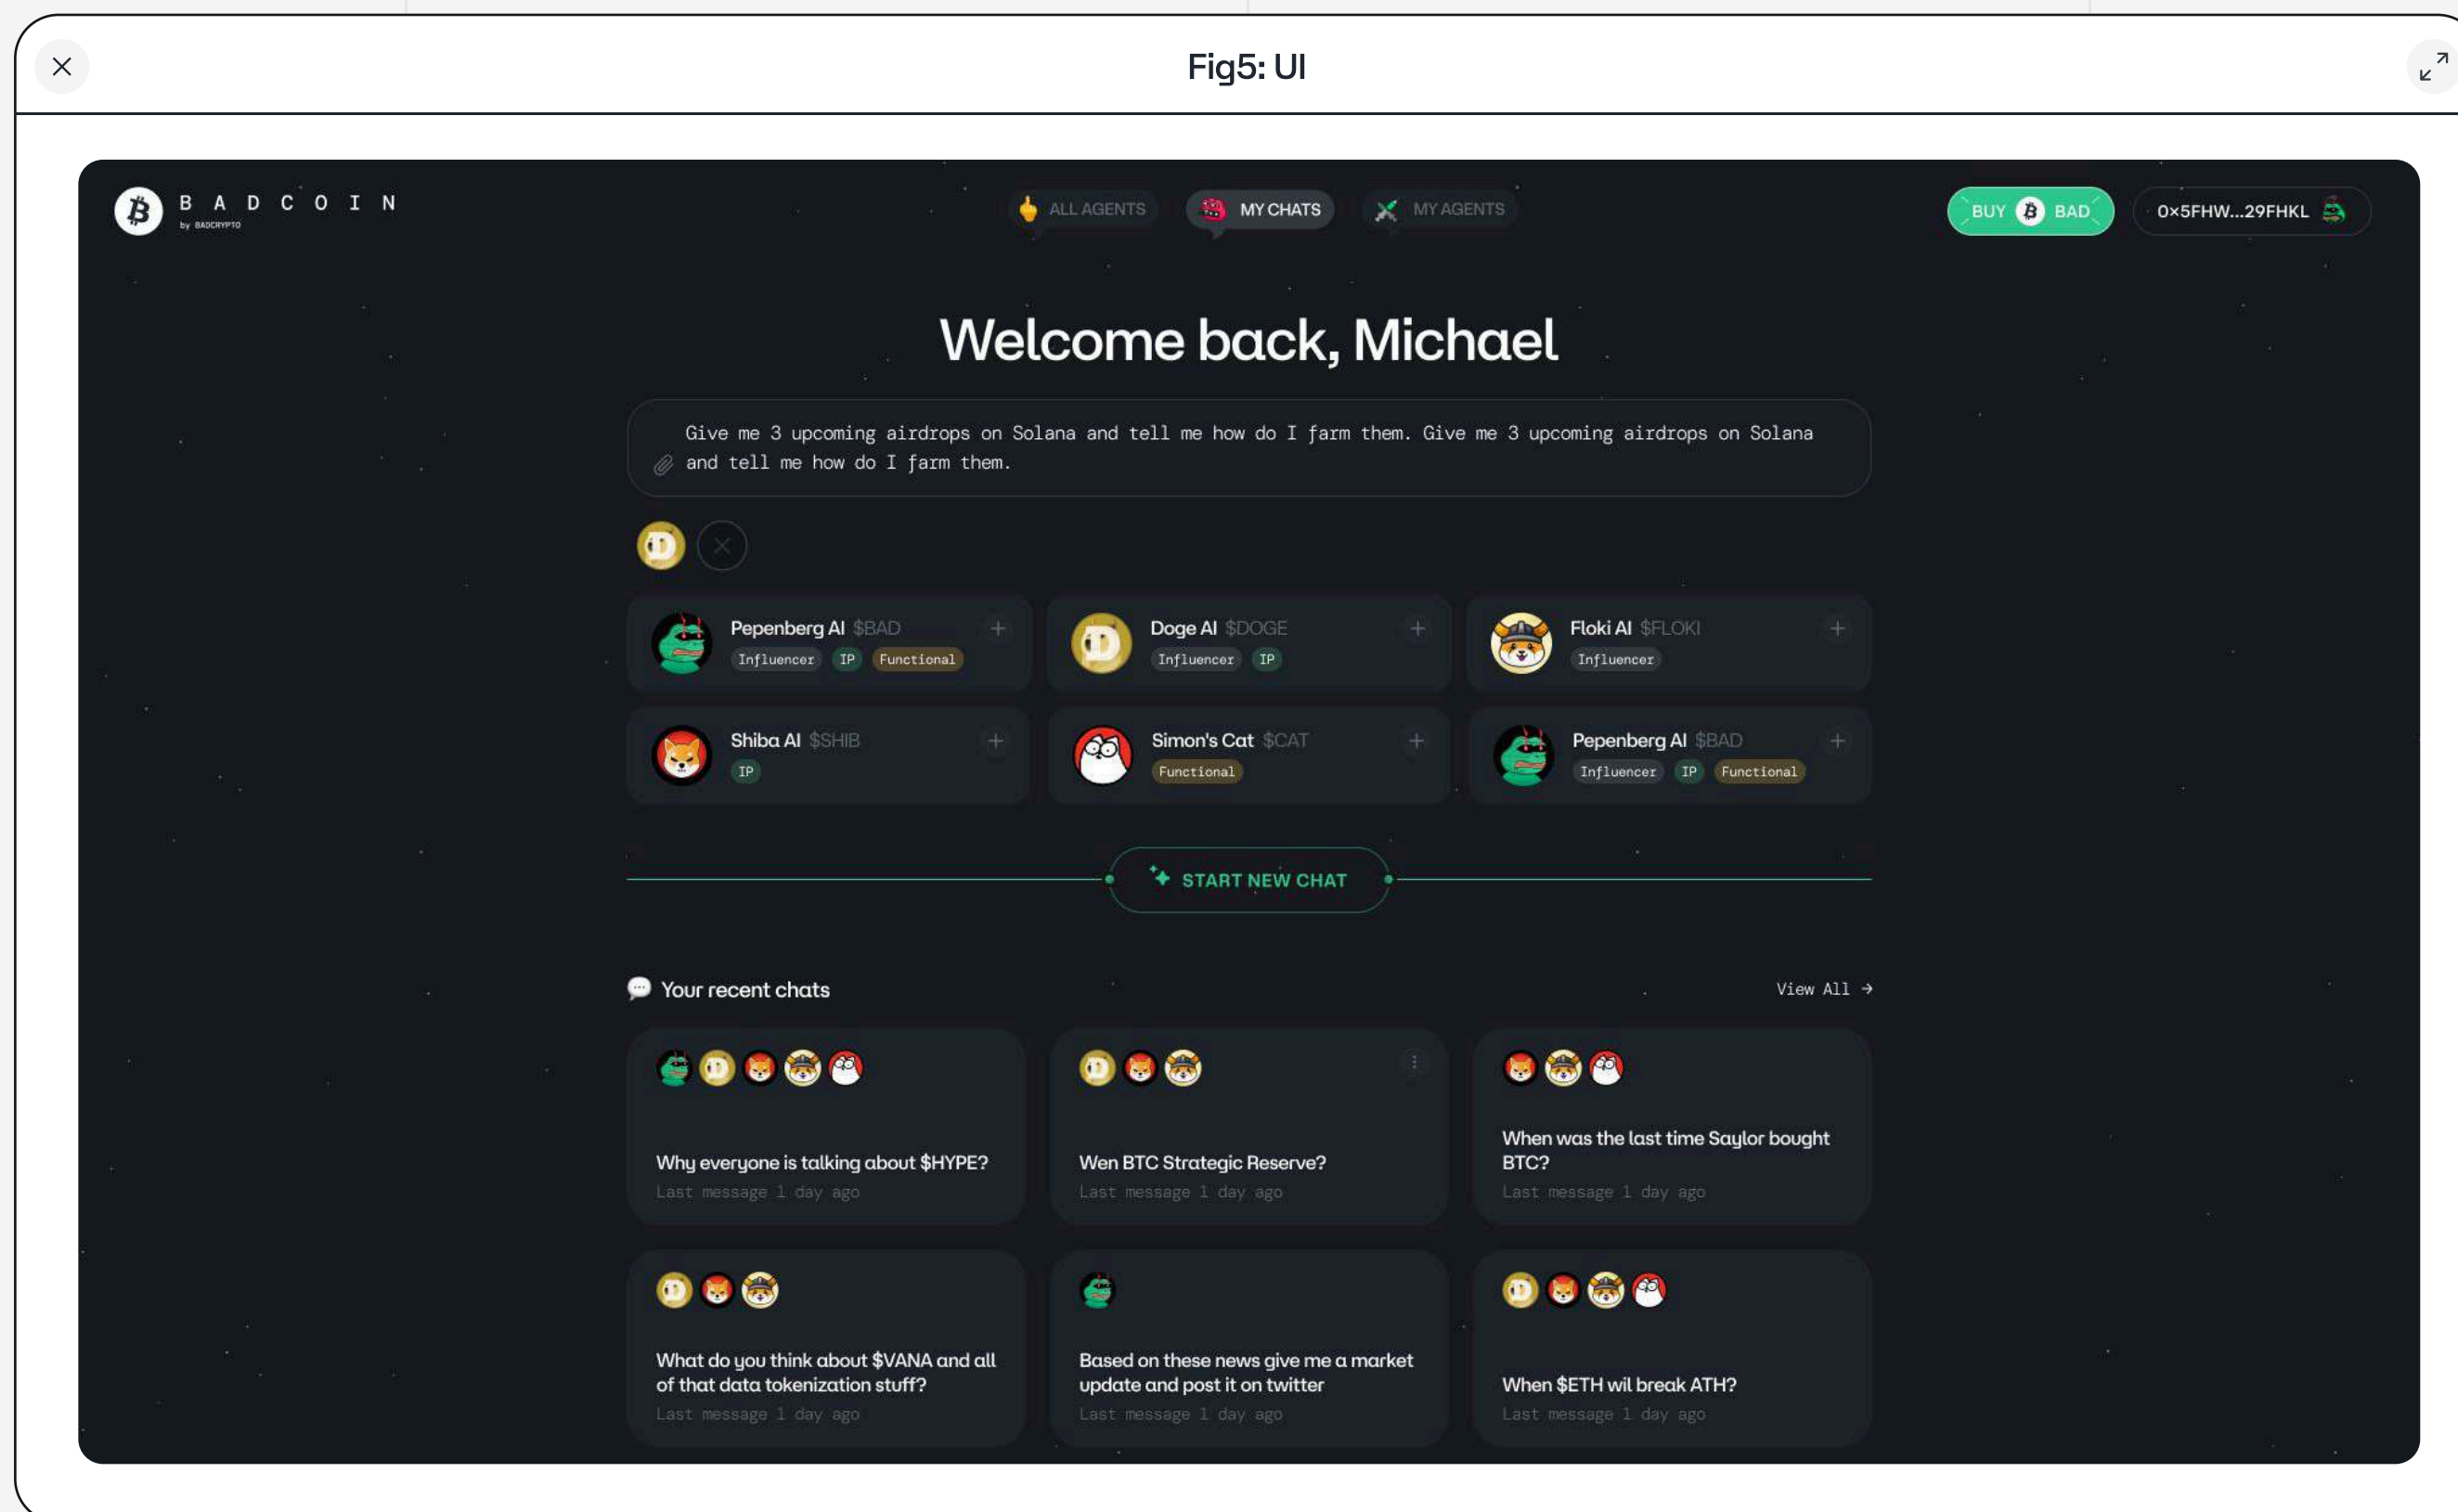 Fig5: UI
BADCOIN
by BADCRYPTO
ALL AGENTS
MY CHATS
MY AGENTS
BUY BAD
0×5FHW...29FHKL
Welcome back, Michael
Give me 3 upcoming airdrops on Solana and tell me how do I farm them. Give me 3 upcoming airdrops on Solana
and tell me how do I farm them.
Pepenberg AI $BAD
Influencer IP Functional
Doge AI $DOGE
Influencer IP
Floki AI $FLOKI
Influencer
Shiba AI $SHIB
IP
Simon's Cat $CAT
Functional
Pepenberg AI $BAD
Influencer IP Functional
START NEW CHAT
Your recent chats
View All →
Why everyone is talking about $HYPE?
Last message 1 day ago
Wen BTC Strategic Reserve?
Last message 1 day ago
When was the last time Saylor bought
BTC?
Last message 1 day ago
What do you think about $VANA and all
of that data tokenization stuff?
Last message 1 day ago
Based on these news give me a market
update and post it on twitter
Last message 1 day ago
When $ETH wil break ATH?
Last message 1 day ago